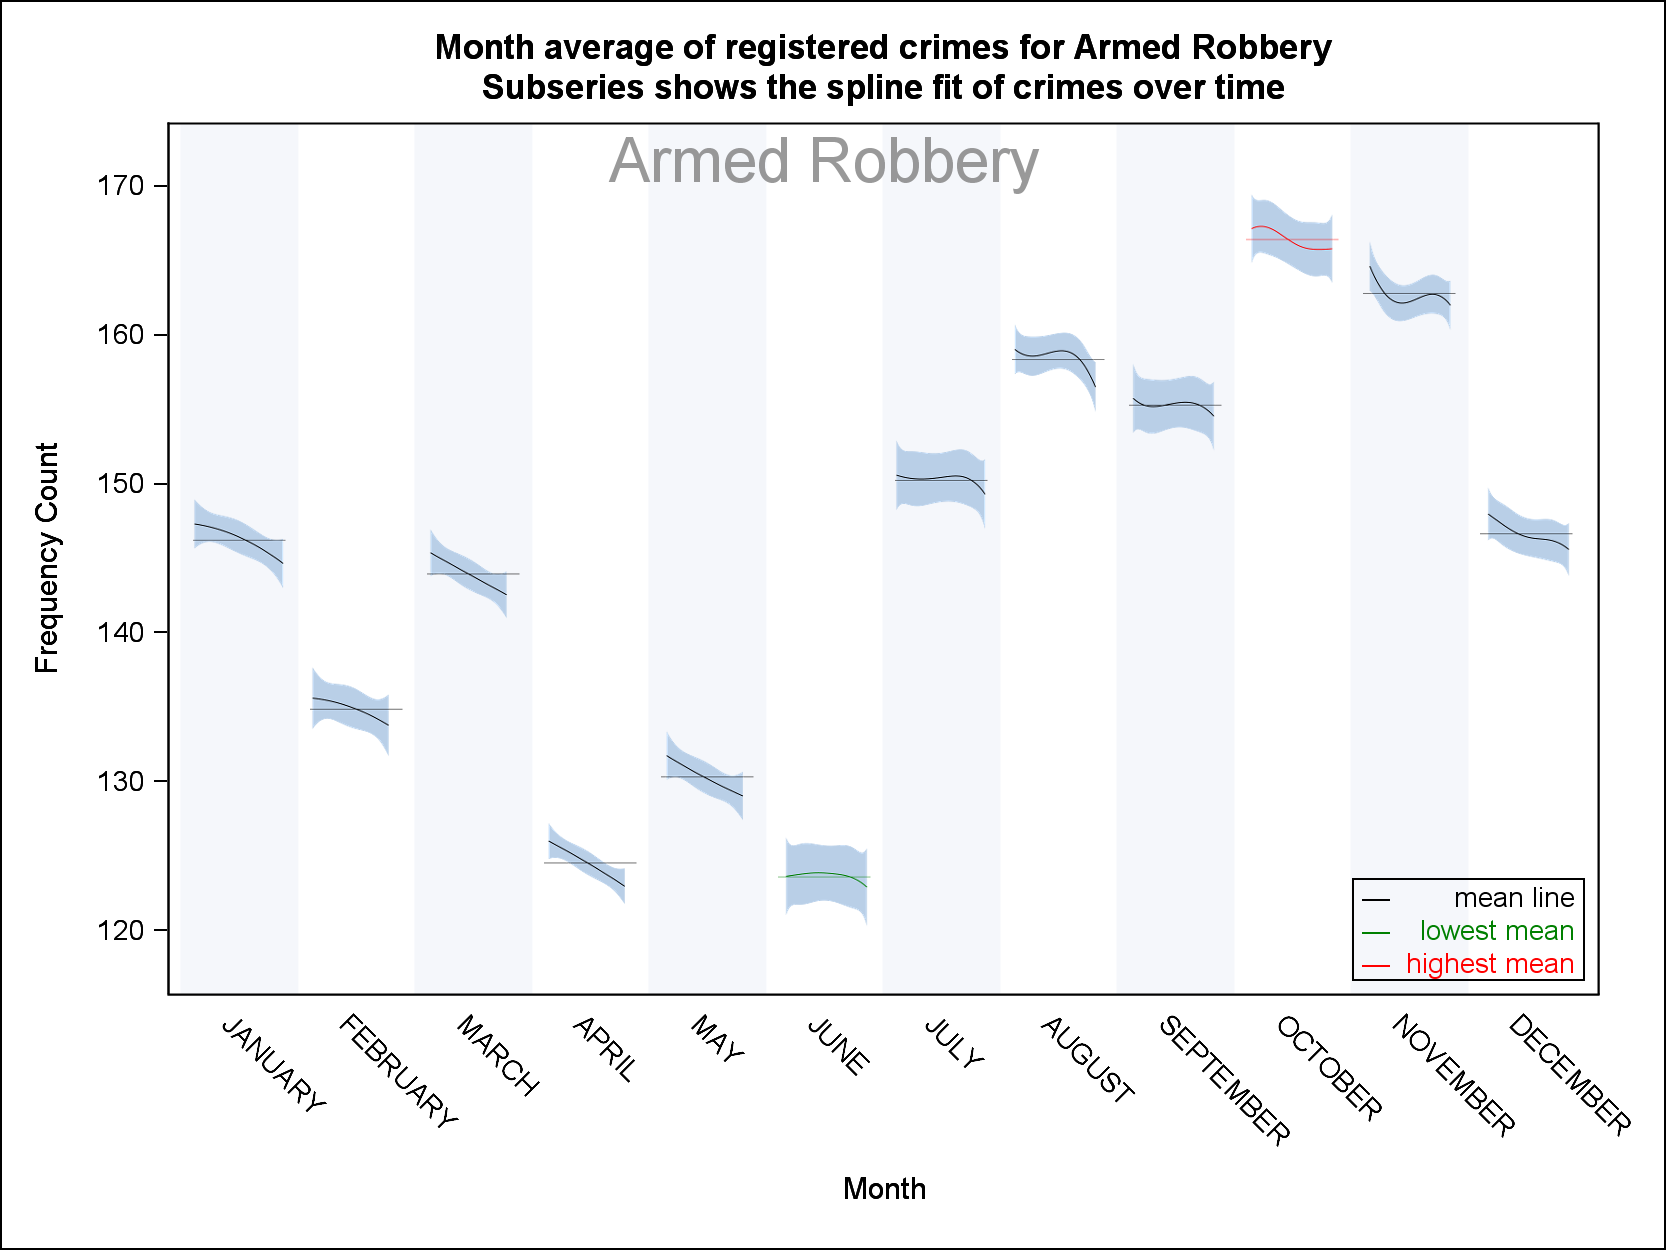 Month average of registered crimes for Armed Robbery
Subseries shows the spline fit of crimes over time
Armed Robbery
Frequency Count
170
160
150
140
130
120
mean line
lowest mean
highest mean
JANUARY
FEBRUARY
MARCH
APRIL
MAY
JUNE
JULY
AUGUST
SEPTEMBER
OCTOBER
NOVEMBER
DECEMBER
Month